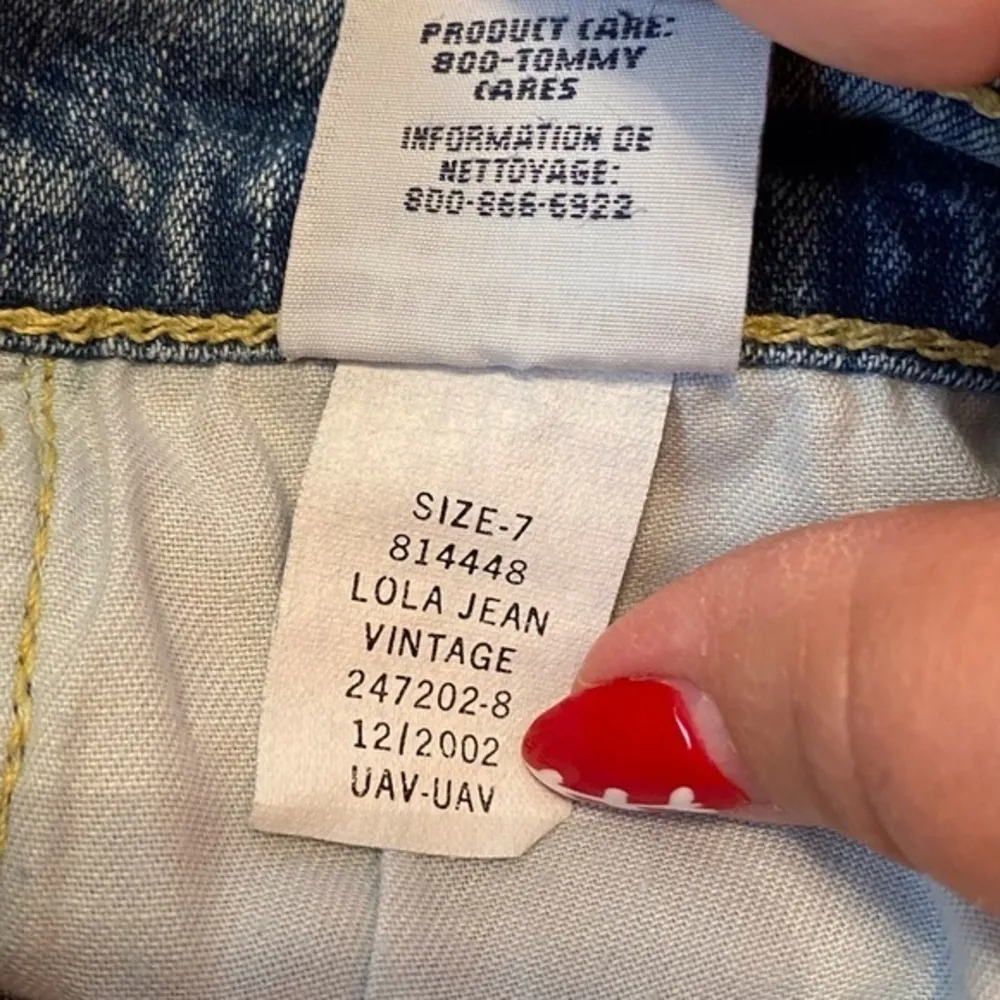 PRODUCT CARE:
800-TOMMY
CARES
INFORMATION DE
NETTOYAGE:
800-866-6922
SIZE-7
814448
LOLA JEAN
VINTAGE
247202-8
12/2002
UAV-UAV